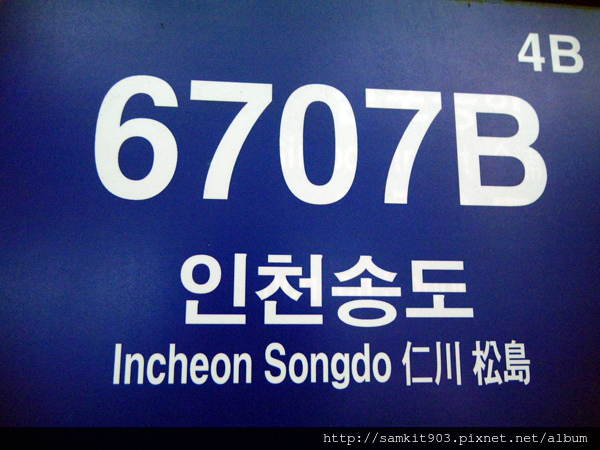 4B
6707B
인천송도
Incheon Songdo 仁川 松島
http://samkit903.pixnet.net/album